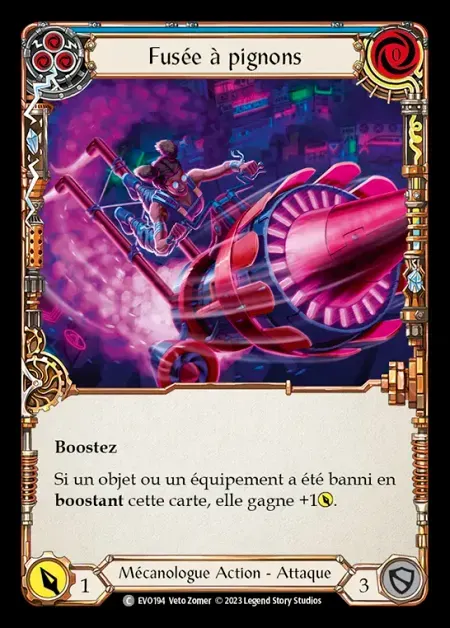 Fusée à pignons
0
Boostez
Si un objet ou un équipement a été banni en
boostant cette carte, elle gagne +1.
1
Mécanologue Action - Attaque
3
C EVO194 Veto Zomer © 2023 Legend Story Studios